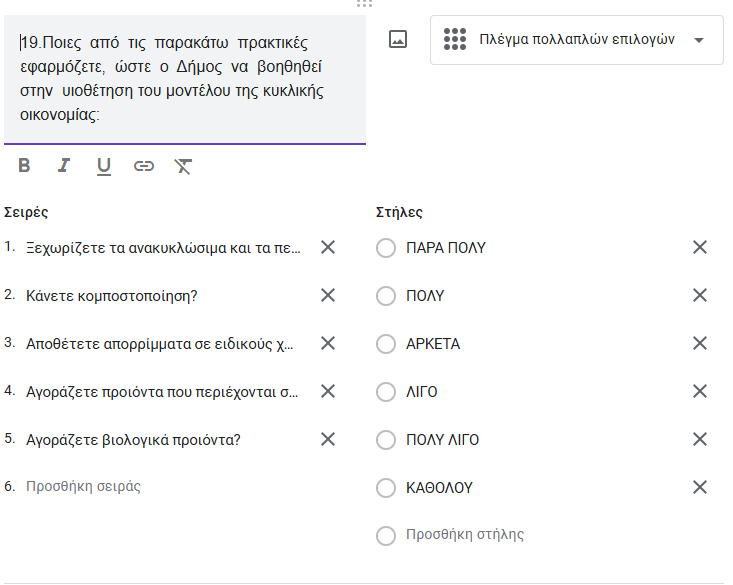 19.Ποιες από τις παρακάτω πρακτικές
εφαρμόζετε, ώστε ο Δήμος να βοηθηθεί
στην υιοθέτηση του μοντέλου της κυκλικής
οικονομίας:
Πλέγμα πολλαπλών επιλογών
B I U
Σειρές
1. Ξεχωρίζετε τα ανακυκλώσιμα και τα πε...
2. Κάνετε κομποστοποίηση?
3. Αποθέτετε απορρίμματα σε ειδικούς χ...
4. Αγοράζετε προιόντα που περιέχονται σ...
5. Αγοράζετε βιολογικά προιόντα?
6. Προσθήκη σειράς
Στήλες
ΠΑΡΑ ΠΟΛΥ
ΠΟΛΥ
ΑΡΚΕΤΑ
ΛΙΓΟ
ΠΟΛΥ ΛΙΓΟ
ΚΑΘΟΛΟΥ
Προσθήκη στήλης